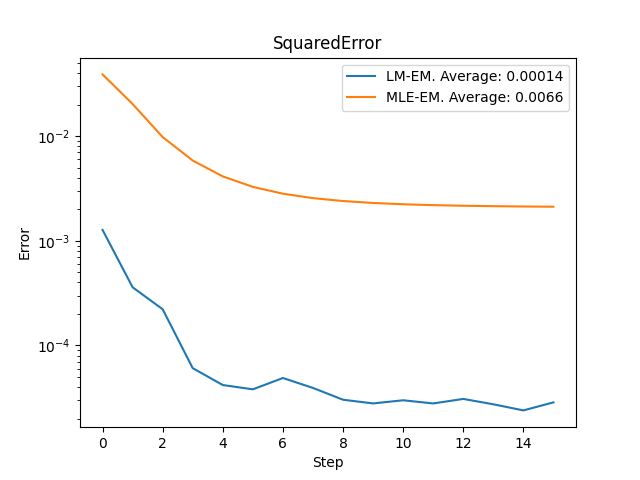 SquaredError
LM-EM. Average: 0.00014
MLE-EM. Average: 0.0066
Error
10⁻²
10⁻³
10⁻⁴
0 2 4 6 8 10 12 14
Step